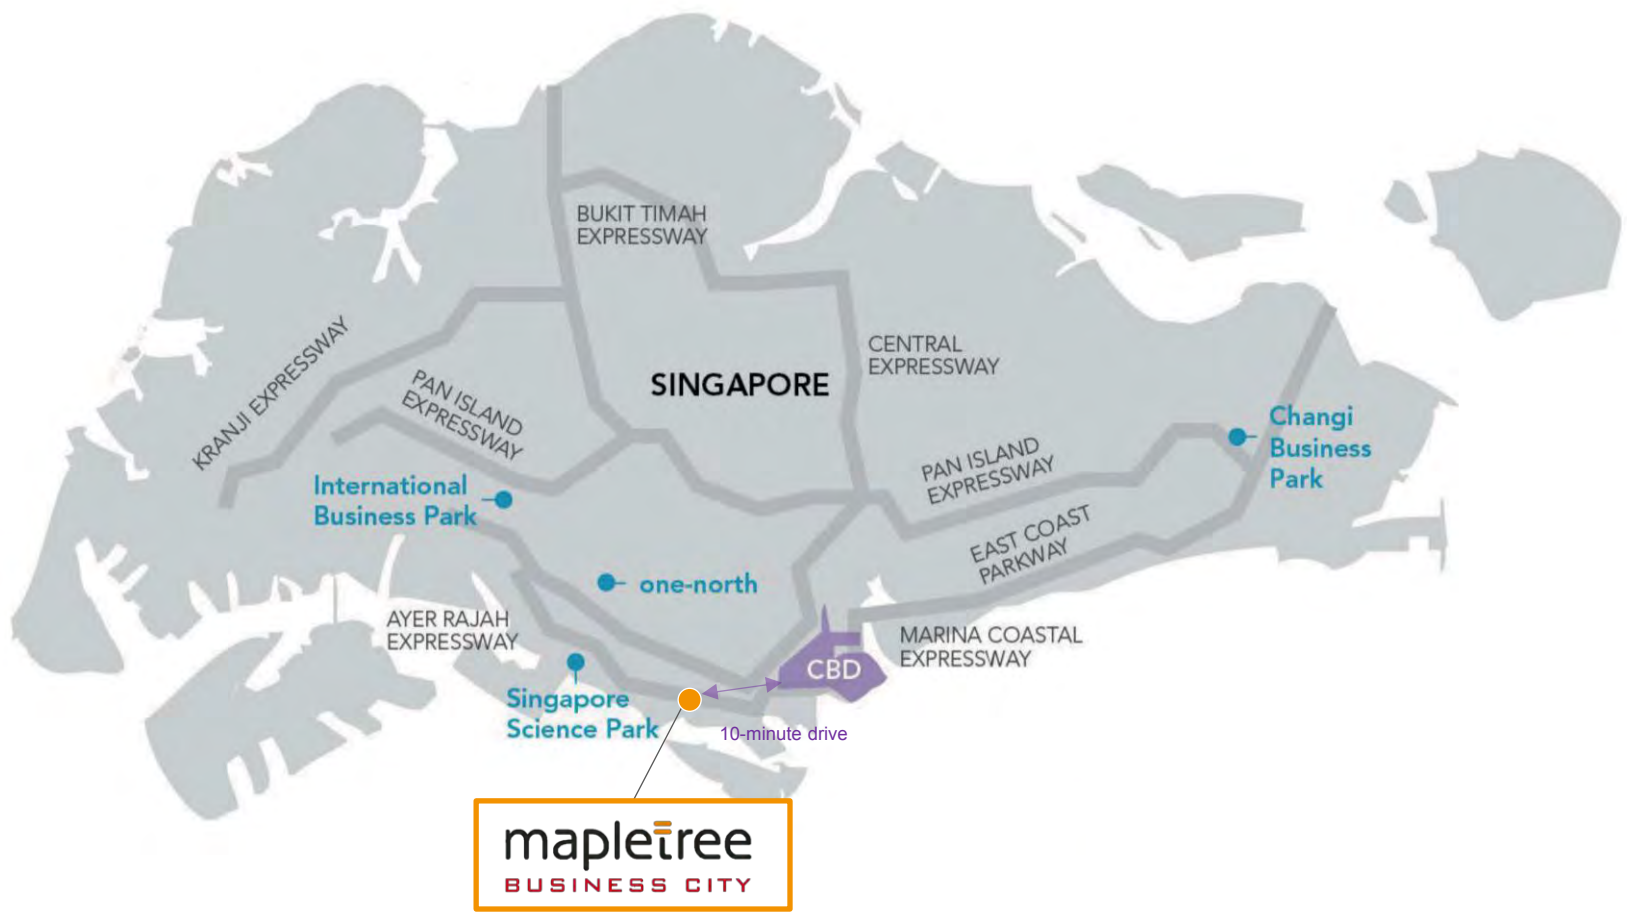 BUKIT TIMAH
EXPRESSWAY
KRANJI EXPRESSWAY
PAN ISLAND
EXPRESSWAY
SINGAPORE
CENTRAL
EXPRESSWAY
Changi
Business
Park
PAN ISLAND
EXPRESSWAY
International
Business Park
EAST COAST
PARKWAY
one-north
AYER RAJAH
EXPRESSWAY
MARINA COASTAL
EXPRESSWAY
CBD
Singapore
Science Park
10-minute drive
mapletree
BUSINESS CITY